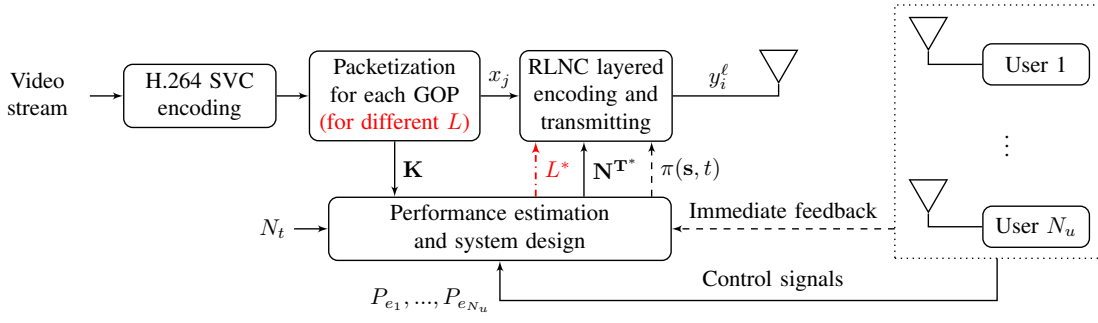 Video
stream
H.264 SVC
encoding
Packetization
for each GOP
(for different L)
x_j
RLNC layered
encoding and
transmitting
y_i^ℓ
User 1
⋮
User N_u
K
L*
N^{T*}
π(s, t)
N_t
Performance estimation
and system design
Immediate feedback
Control signals
P_{e_1}, ..., P_{e_{N_u}}